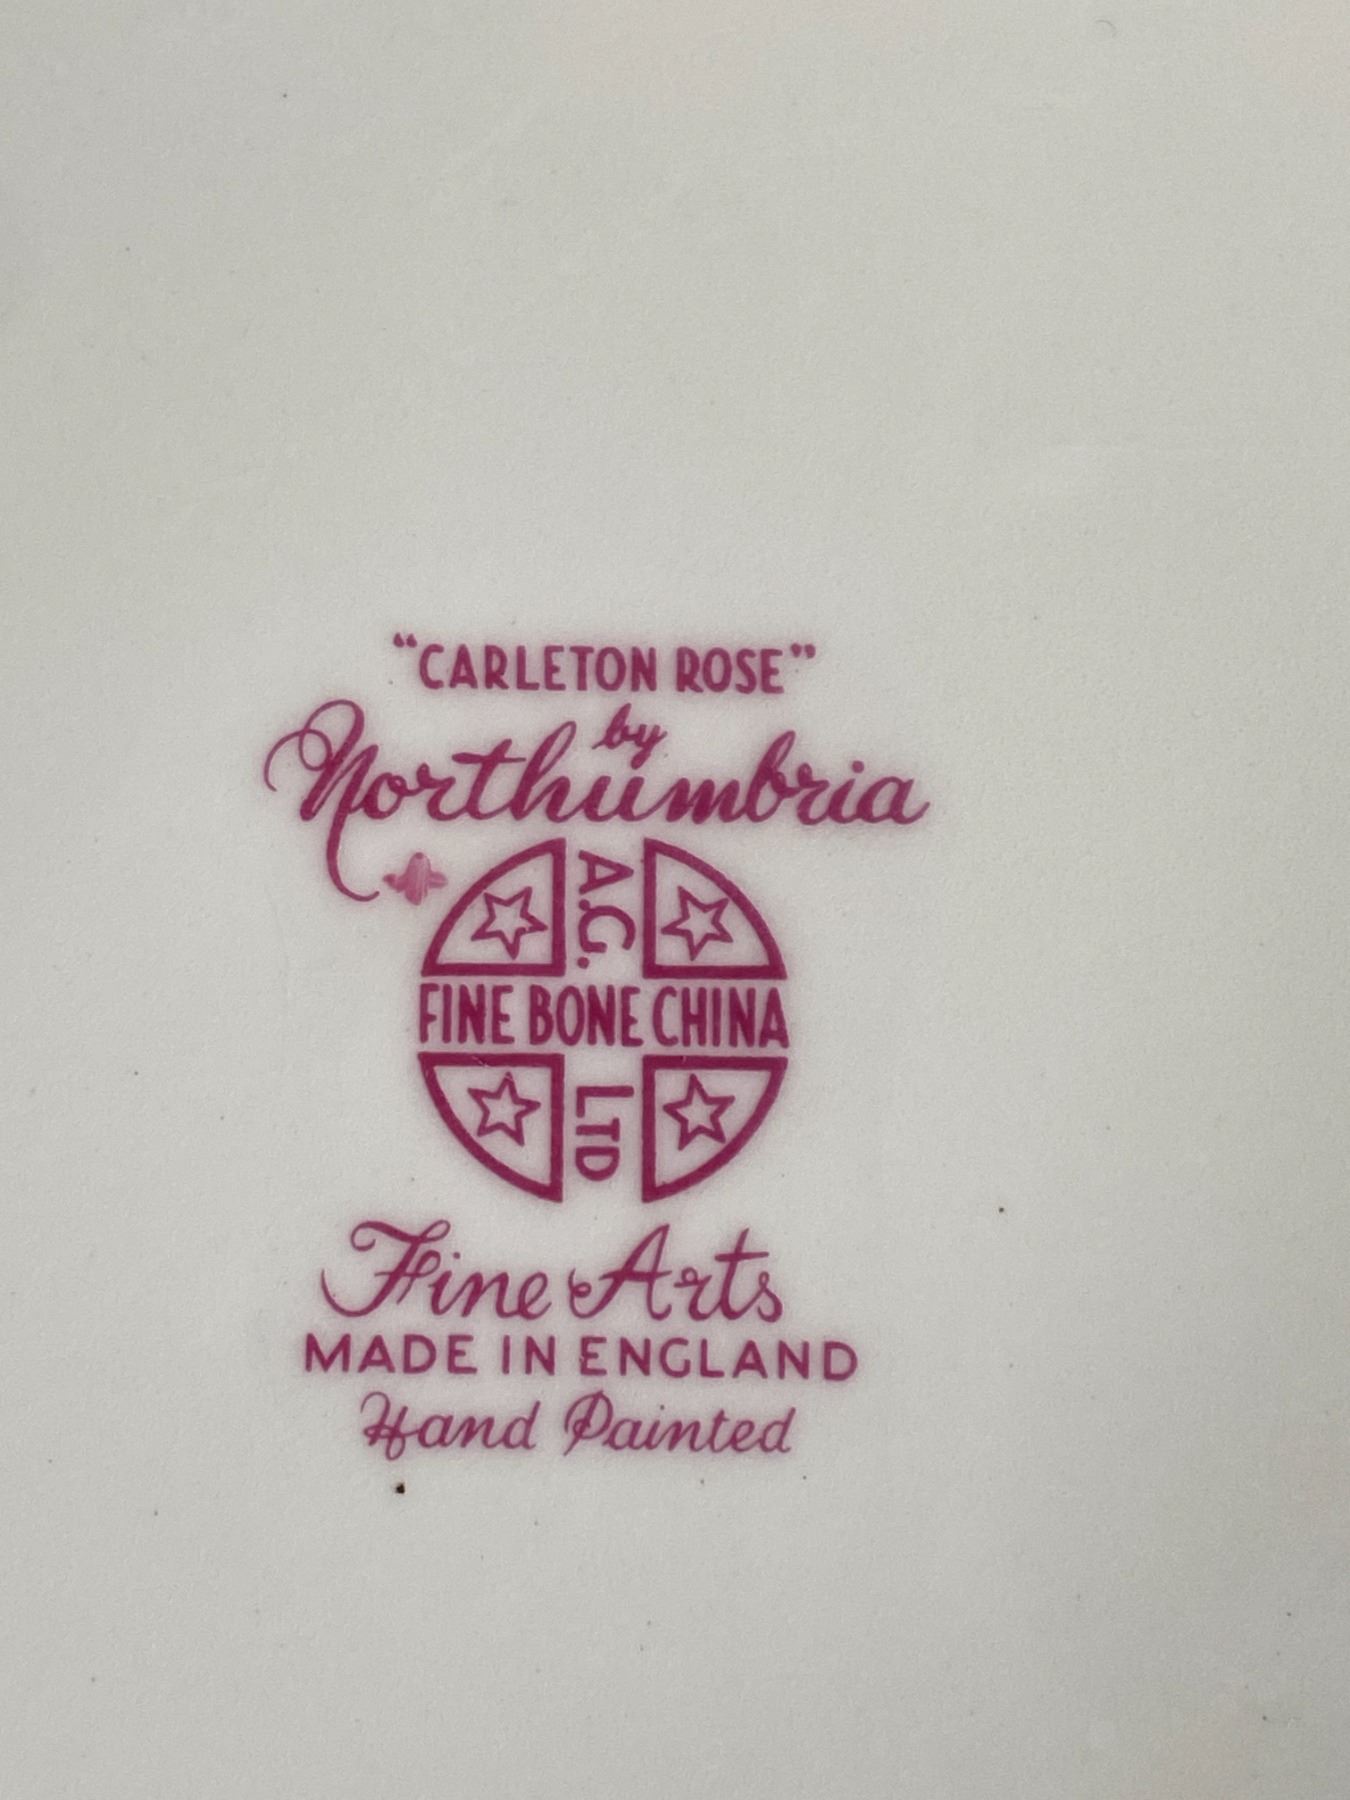 “CARLETON ROSE”
by
Northumbria
A.C.
FINE BONE CHINA
LTD
Fine Arts
MADE IN ENGLAND
Hand Painted